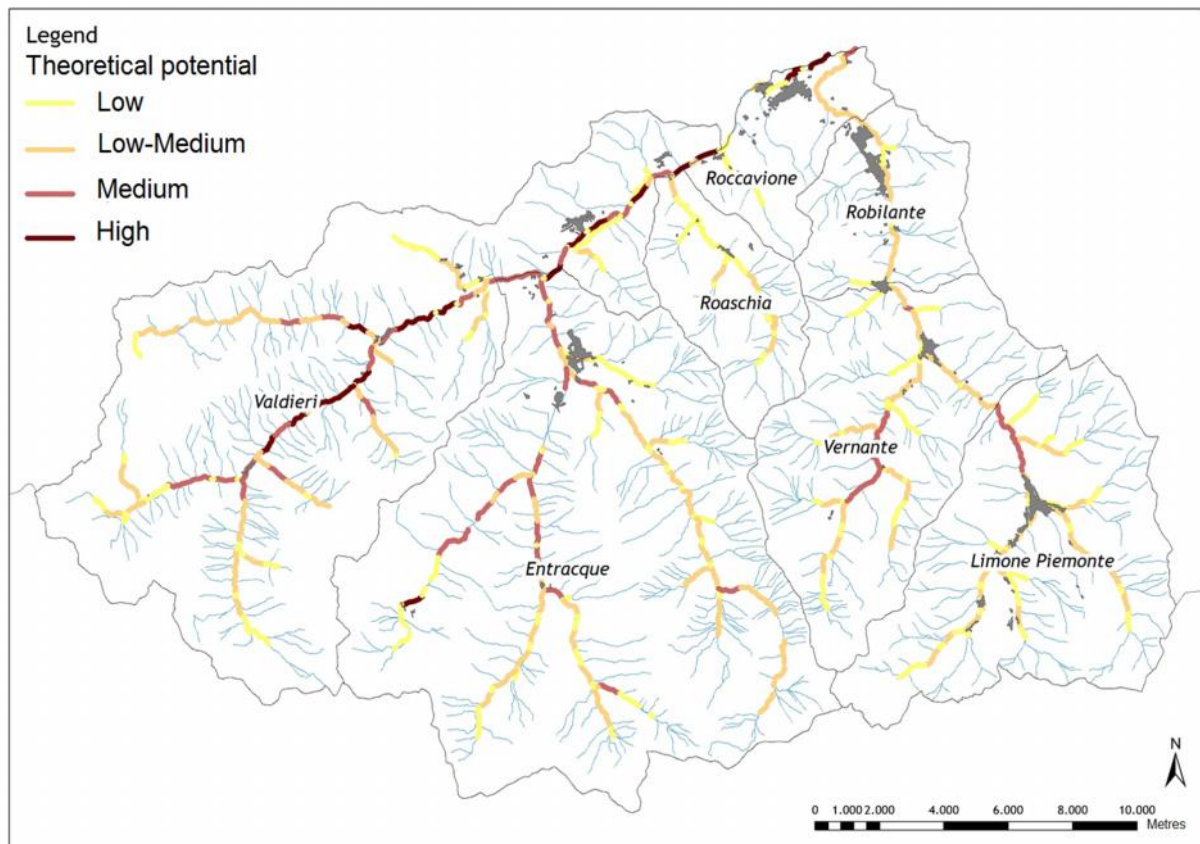 Legend
Theoretical potential
Low
Low-Medium
Medium
High
Roccavione
Robilante
Roaschia
Valdieri
Vernante
Entracque
Limone Piemonte
N
0 1.000 2.000 4.000 6.000 8.000 10.000
Metres